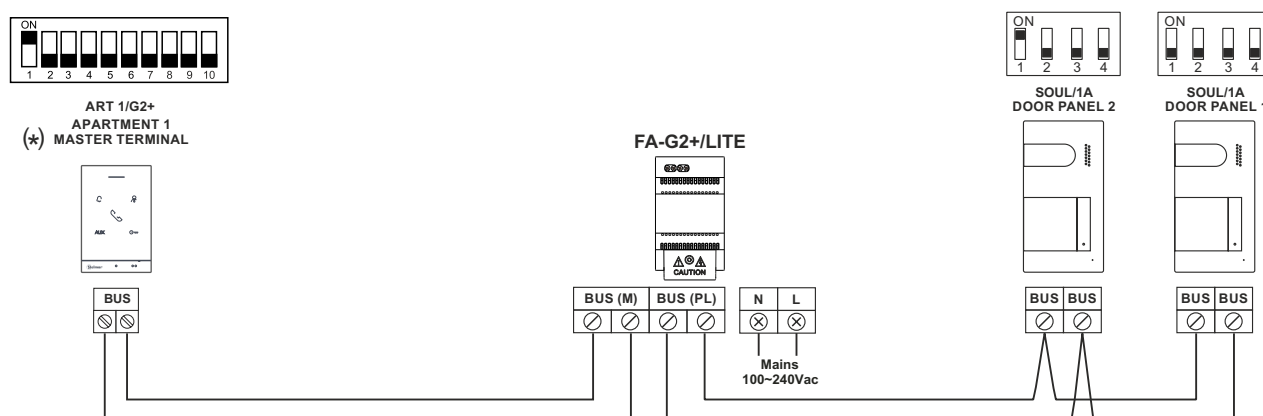 ON
1 2 3 4 5 6 7 8 9 10
ART 1/G2+
APARTMENT 1
(*) MASTER TERMINAL
AUX
BUS
FA-G2+/LITE
CAUTION
BUS (M) BUS (PL) N L
Mains
100~240Vac
ON
1 2 3 4
SOUL/1A
DOOR PANEL 2
BUS BUS
ON
1 2 3 4
SOUL/1A
DOOR PANEL 1
BUS BUS